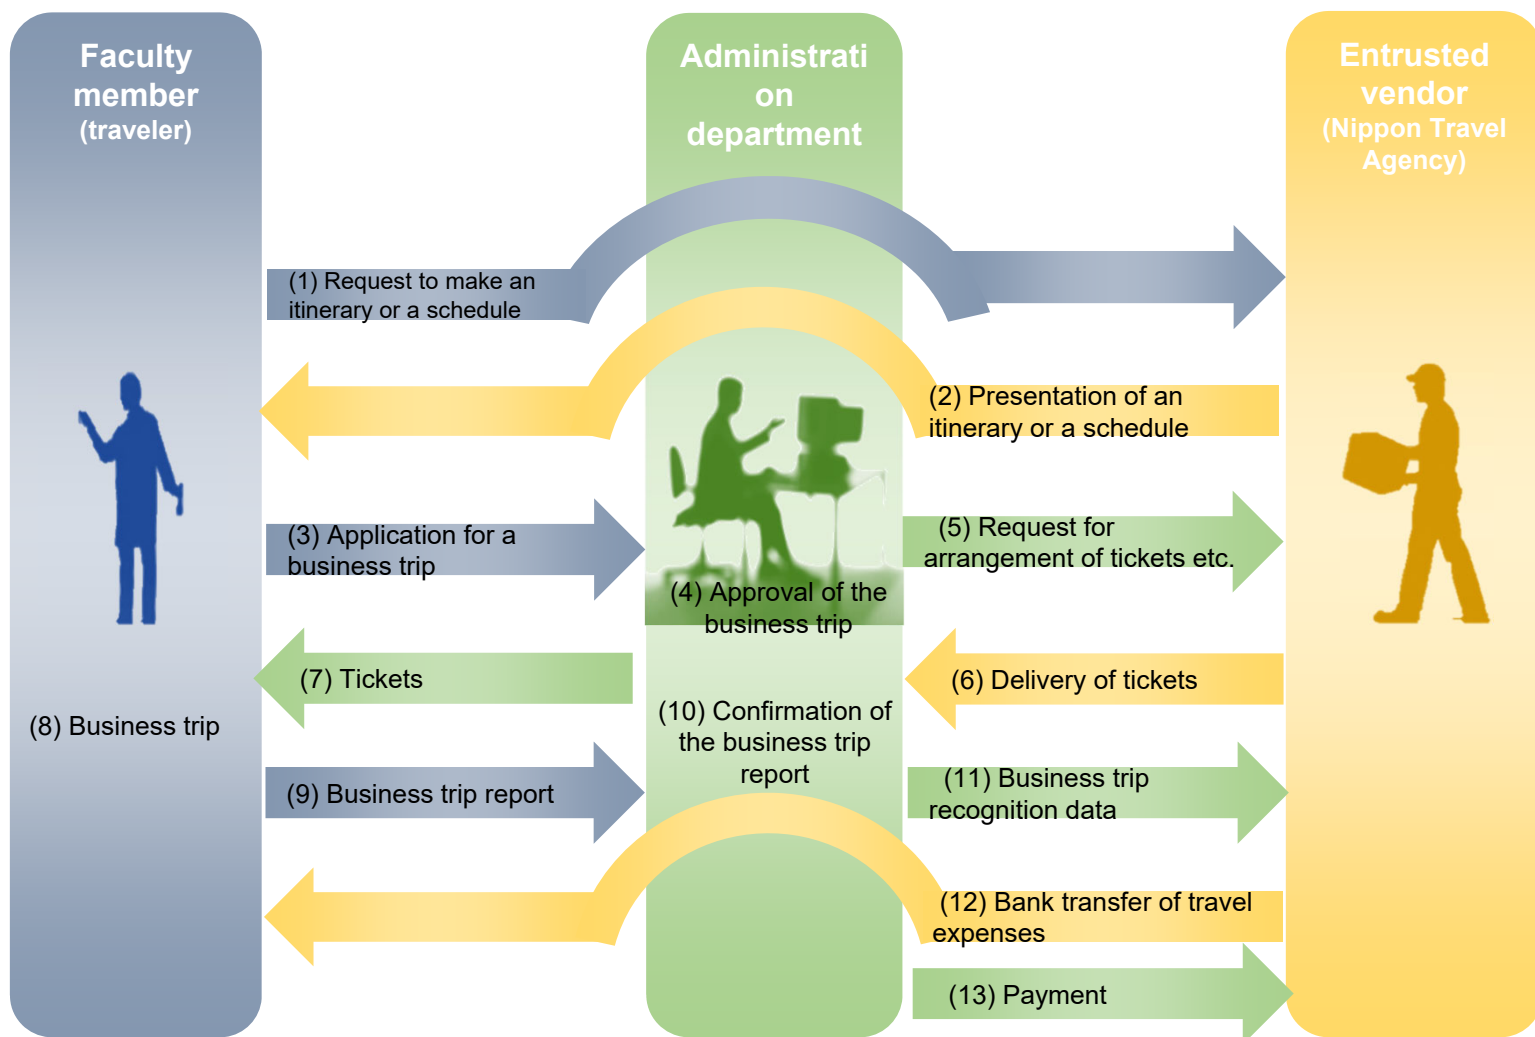 Faculty
member
(traveler)
Administrati
on
department
Entrusted
vendor
(Nippon Travel
Agency)
(1) Request to make an
itinerary or a schedule
(2) Presentation of an
itinerary or a schedule
(3) Application for a
business trip
(4) Approval of the
business trip
(5) Request for
arrangement of tickets etc.
(6) Delivery of tickets
(7) Tickets
(8) Business trip
(9) Business trip report
(10) Confirmation of
the business trip
report
(11) Business trip
recognition data
(12) Bank transfer of travel
expenses
(13) Payment